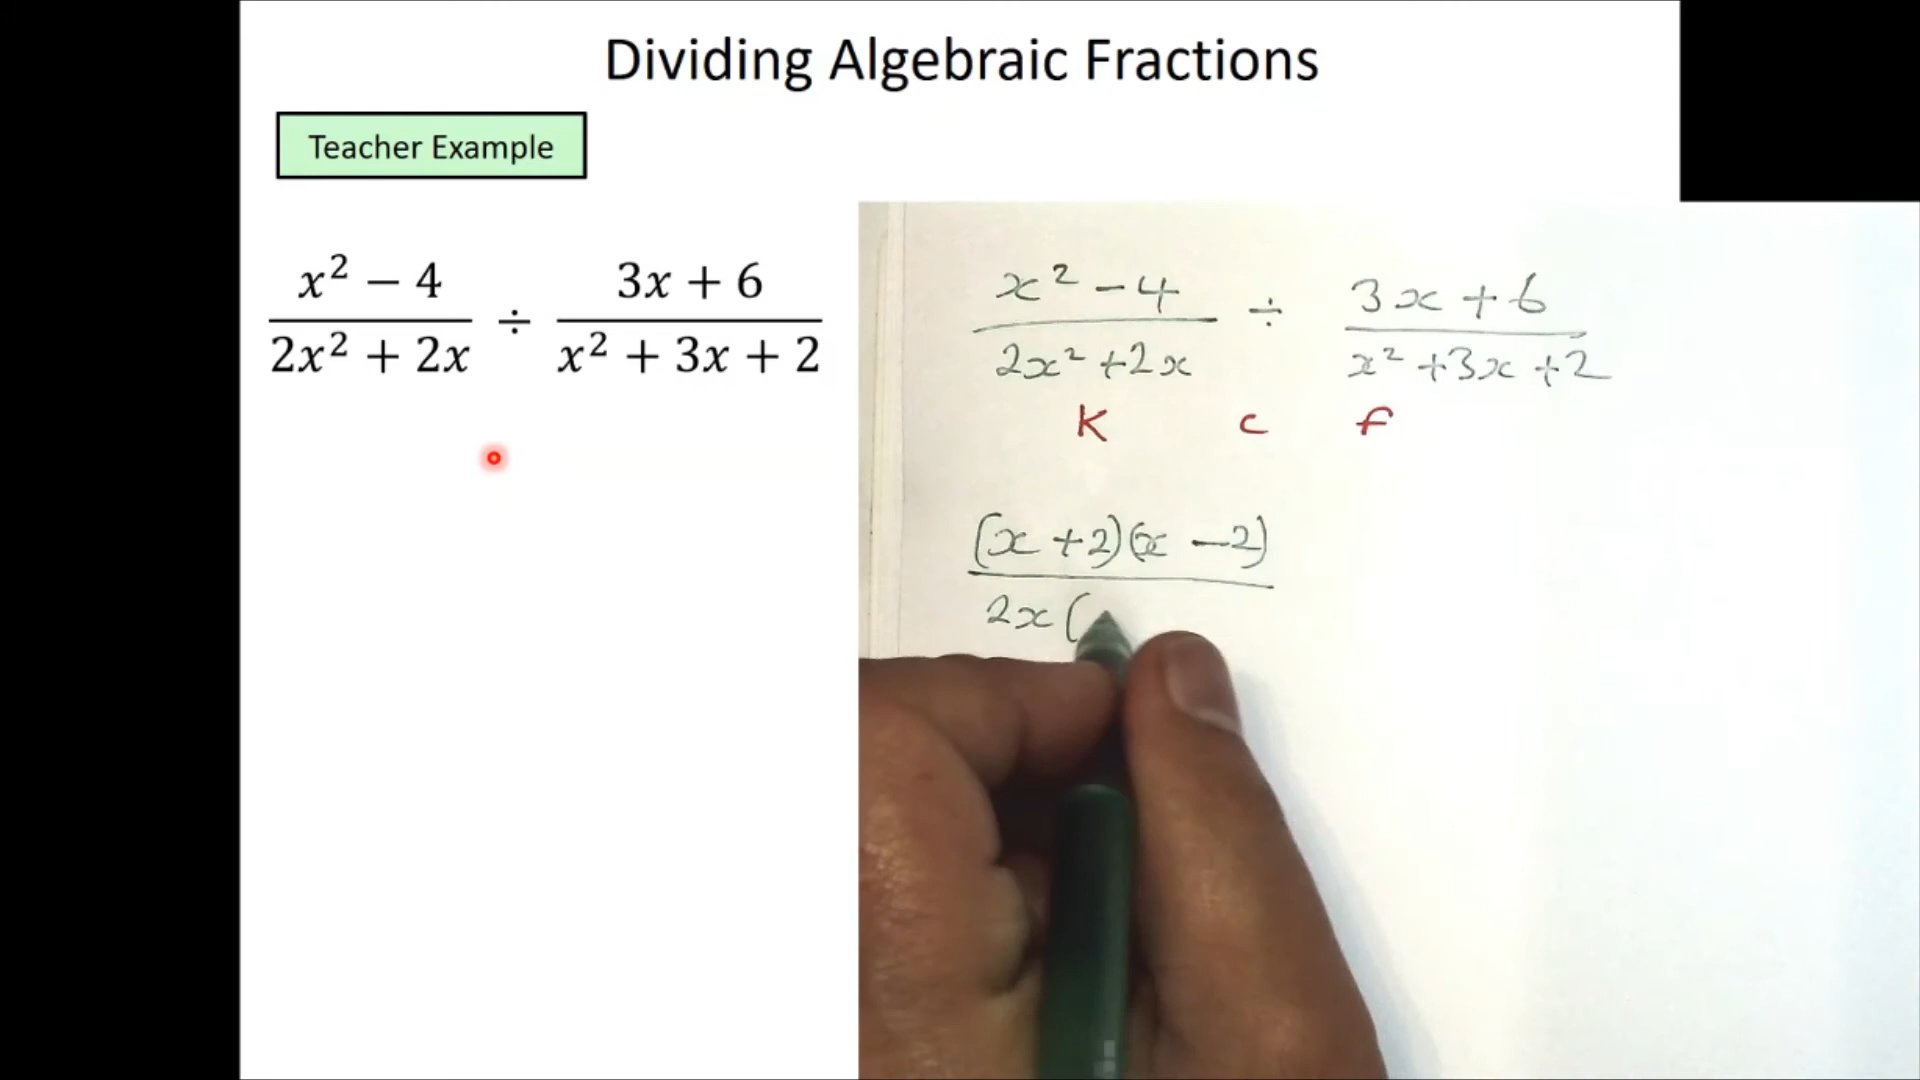 Dividing Algebraic Fractions
Teacher Example
x² − 4
2x² + 2x
÷
3x + 6
x² + 3x + 2
x² − 4
2x² + 2x
÷
3x + 6
x² + 3x + 2
K C F
(x + 2)(x − 2)
2x (